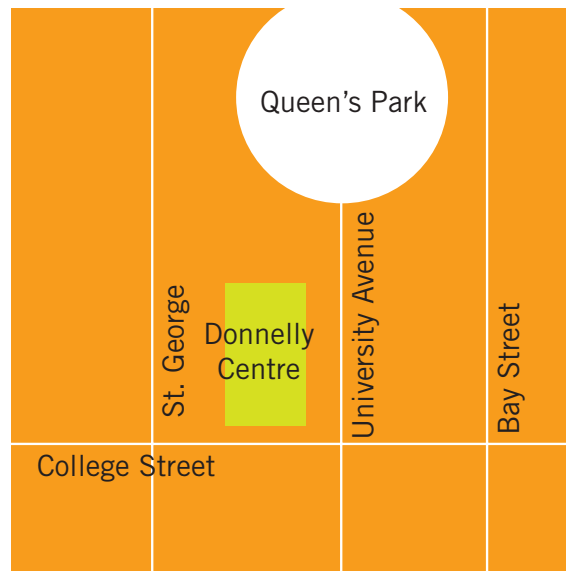 Queen's Park
St. George
Donnelly
Centre
University Avenue
Bay Street
College Street